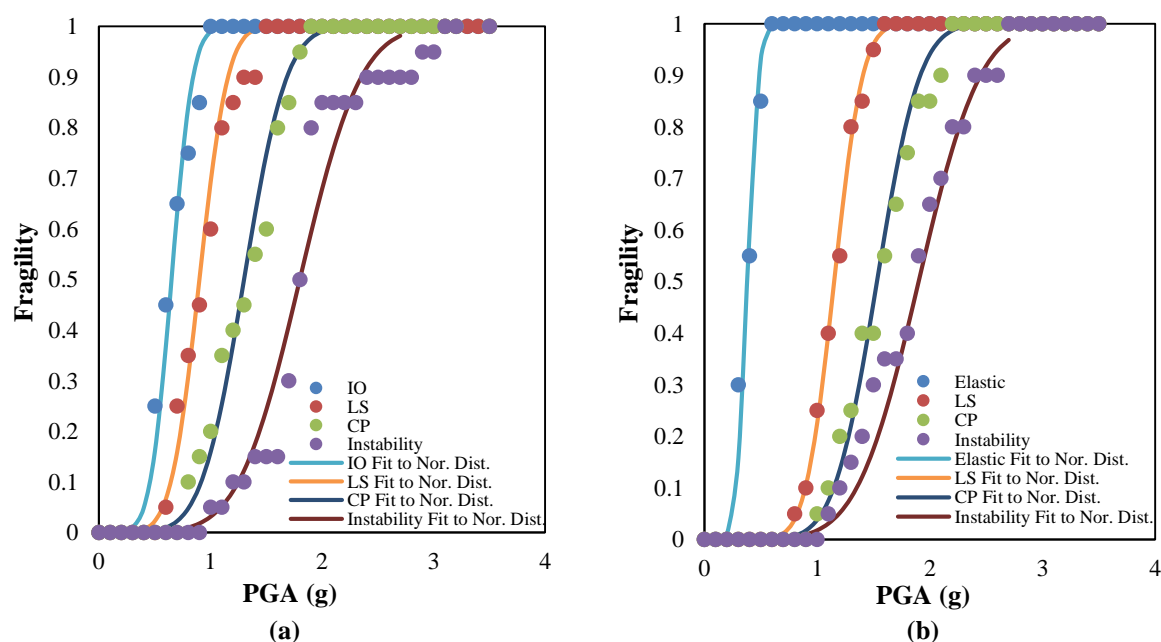 1
0.9
0.8
0.7
0.6
0.5
0.4
0.3
0.2
0.1
0
Fragility
IO
LS
CP
Instability
IO Fit to Nor. Dist.
LS Fit to Nor. Dist.
CP Fit to Nor. Dist.
Instability Fit to Nor. Dist.
0 1 2 3 4
PGA (g)
(a)
1
0.9
0.8
0.7
0.6
0.5
0.4
0.3
0.2
0.1
0
Fragility
Elastic
LS
CP
Instability
Elastic Fit to Nor. Dist.
LS Fit to Nor. Dist.
CP Fit to Nor. Dist.
Instability Fit to Nor. Dist.
0 1 2 3 4
PGA (g)
(b)